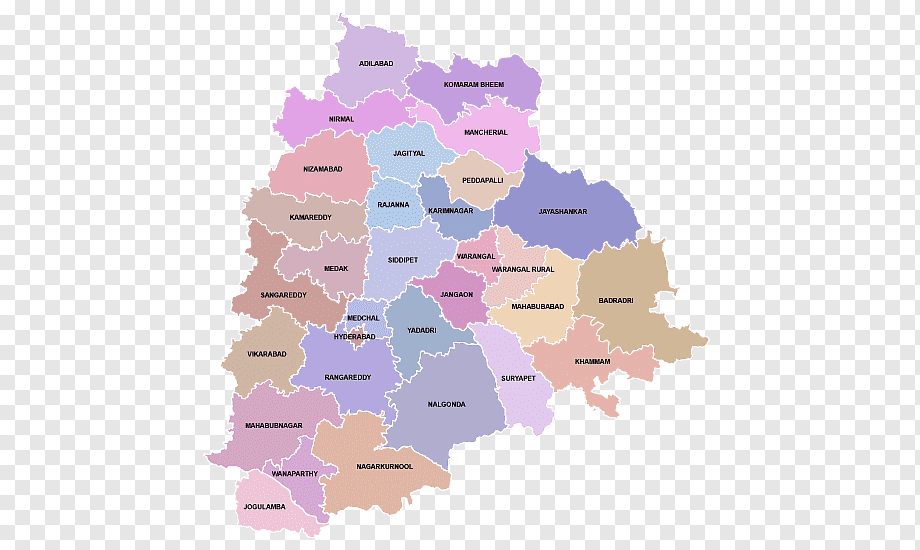 ADILABAD
KOMARAM BHEEM
NIRMAL
MANCHERIAL
JAGITYAL
NIZAMABAD
PEDDAPALLI
RAJANNA
KARIMNAGAR
JAYASHANKAR
KAMAREDDY
SIDDIPET
WARANGAL
MEDAK
WARANGAL RURAL
SANGAREDDY
JANGAON
BADRADRI
MAHABUBABAD
MEDCHAL
YADADRI
HYDERABAD
VIKARABAD
KHAMMAM
RANGAREDDY
SURYAPET
NALGONDA
MAHABUBNAGAR
NAGARKURNOOL
WANAPARTHY
JOGULAMBA